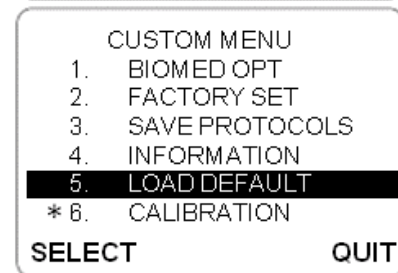 CUSTOM MENU
1. BIOMED OPT
2. FACTORY SET
3. SAVE PROTOCOLS
4. INFORMATION
5. LOAD DEFAULT
* 6. CALIBRATION
SELECT QUIT